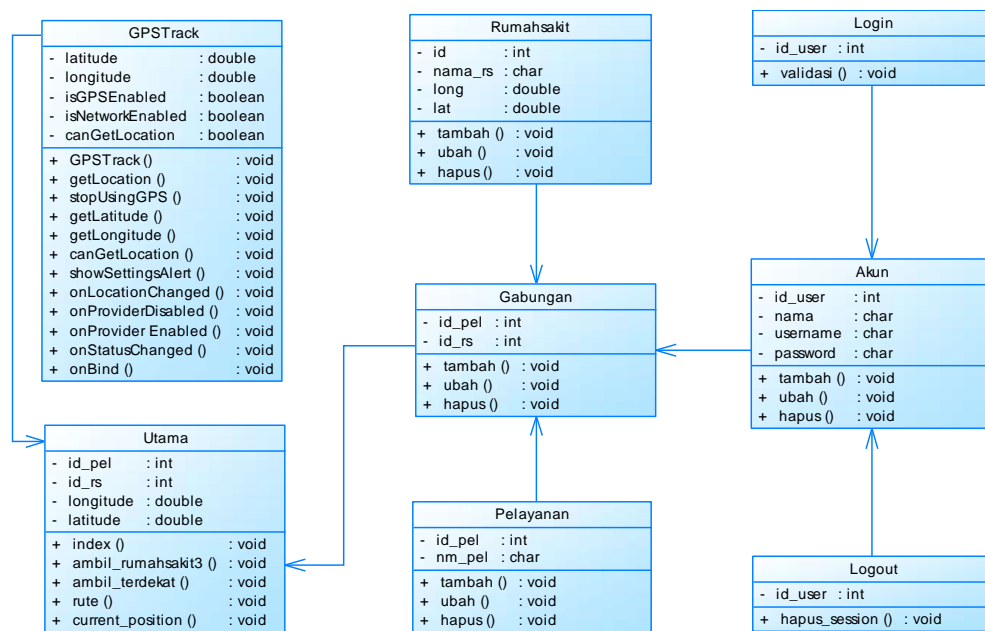 GPSTrack
- latitude : double
- longitude : double
- isGPSEnabled : boolean
- isNetworkEnabled : boolean
- canGetLocation : boolean
+ GPSTrack () : void
+ getLocation () : void
+ stopUsingGPS () : void
+ getLatitude () : void
+ getLongitude () : void
+ canGetLocation () : void
+ showSettingsAlert () : void
+ onLocationChanged () : void
+ onProviderDisabled () : void
+ onProvider Enabled () : void
+ onStatusChanged () : void
+ onBind () : void
Rumahsakit
- id : int
- nama_rs : char
- long : double
- lat : double
+ tambah () : void
+ ubah () : void
+ hapus () : void
Login
- id_user : int
+ validasi () : void
Gabungan
- id_pel : int
- id_rs : int
+ tambah () : void
+ ubah () : void
+ hapus () : void
Akun
- id_user : int
- nama : char
- username : char
- password : char
+ tambah () : void
+ ubah () : void
+ hapus () : void
Utama
- id_pel : int
- id_rs : int
- longitude : double
- latitude : double
+ index () : void
+ ambil_rumahsakit3 () : void
+ ambil_terdekat () : void
+ rute () : void
+ current_position () : void
Pelayanan
- id_pel : int
- nm_pel : char
+ tambah () : void
+ ubah () : void
+ hapus () : void
Logout
- id_user : int
+ hapus_session () : void